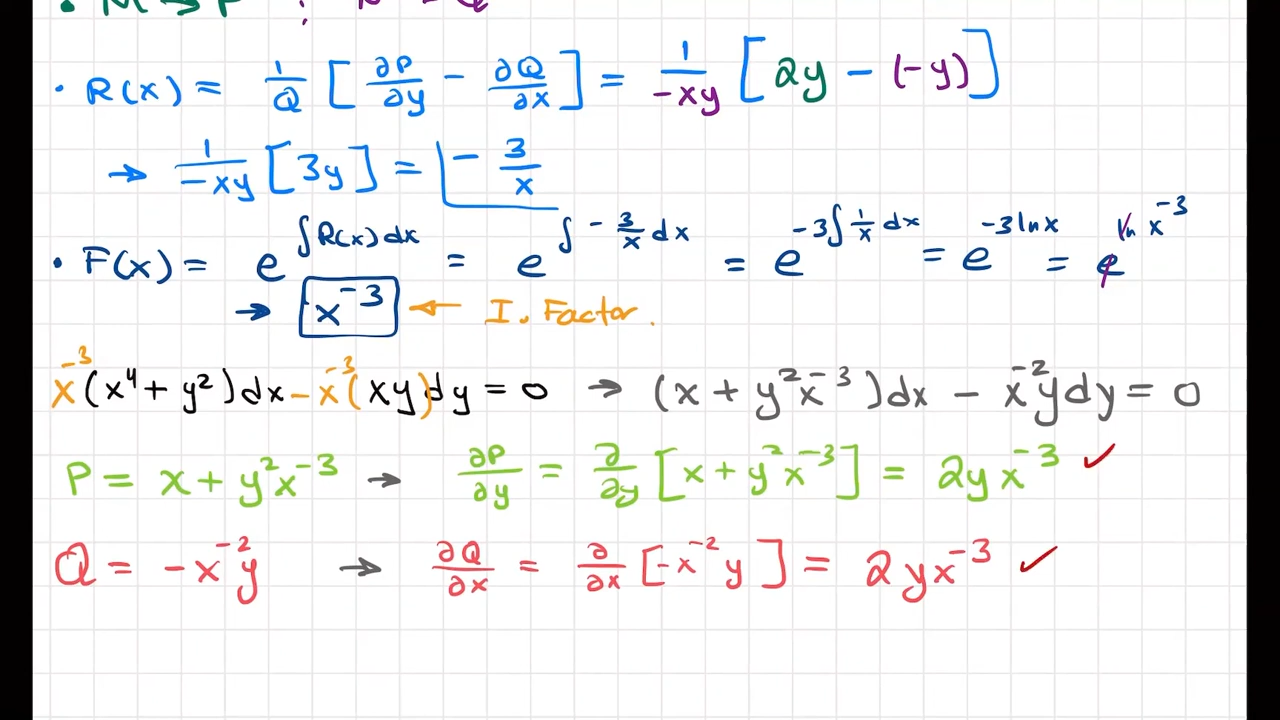 • R(x) = 1/Q [ ∂P/∂y − ∂Q/∂x ] = 1/−xy [ 2y − (−y) ]
→ 1/−xy [ 3y ] = − 3/x
• F(x) = e^∫R(x)dx = e^∫−3/x dx = e^−3∫1/x dx = e^−3lnx = e^ln x^−3
→ x^−3 ← I. Factor.
x^−3(x^4 + y^2)dx − x^−3(xy)dy = 0 → (x + y^2x^−3)dx − x^−2ydy = 0
P = x + y^2x^−3 → ∂P/∂y = ∂/∂y [x + y^2x^−3] = 2yx^−3 ✓
Q = −x^−2y → ∂Q/∂x = ∂/∂x [−x^−2y] = 2yx^−3 ✓